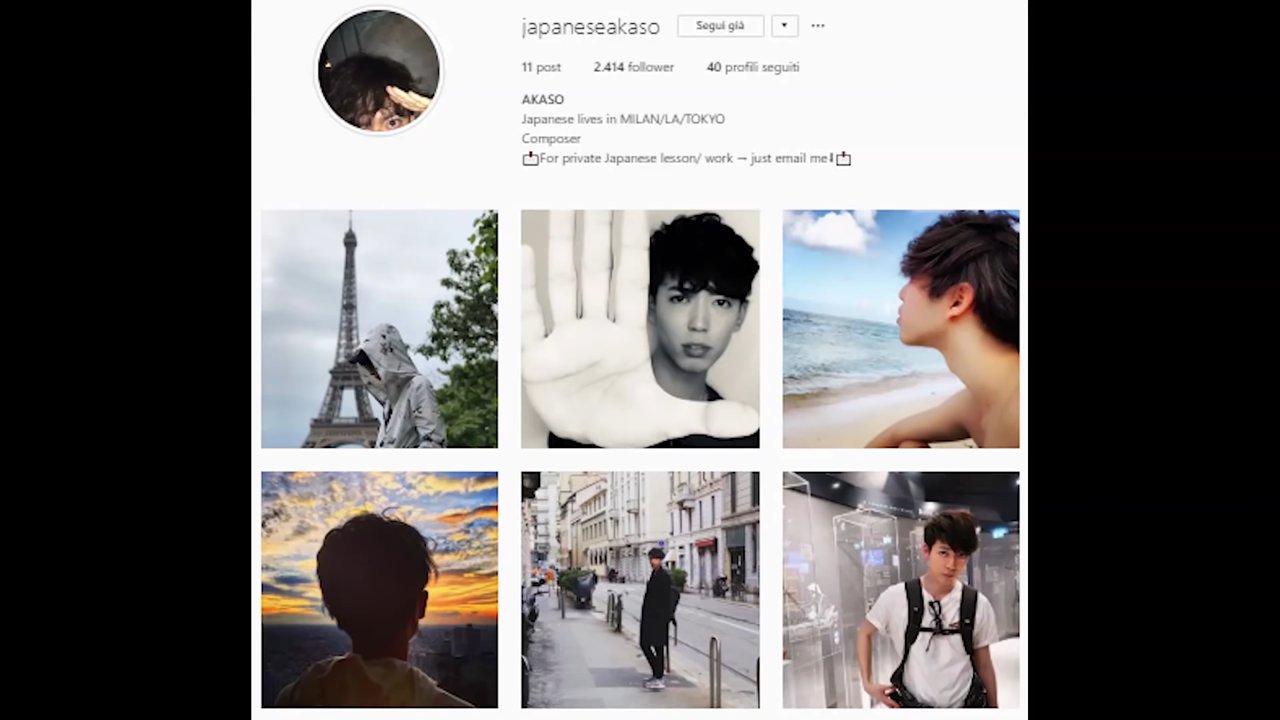 japaneseakaso Segui già ▾ ...
11 post 2.414 follower 40 profili seguiti
AKASO
Japanese lives in MILAN/LA/TOKYO
Composer
📩For private Japanese lesson/ work → just email me⬇📩